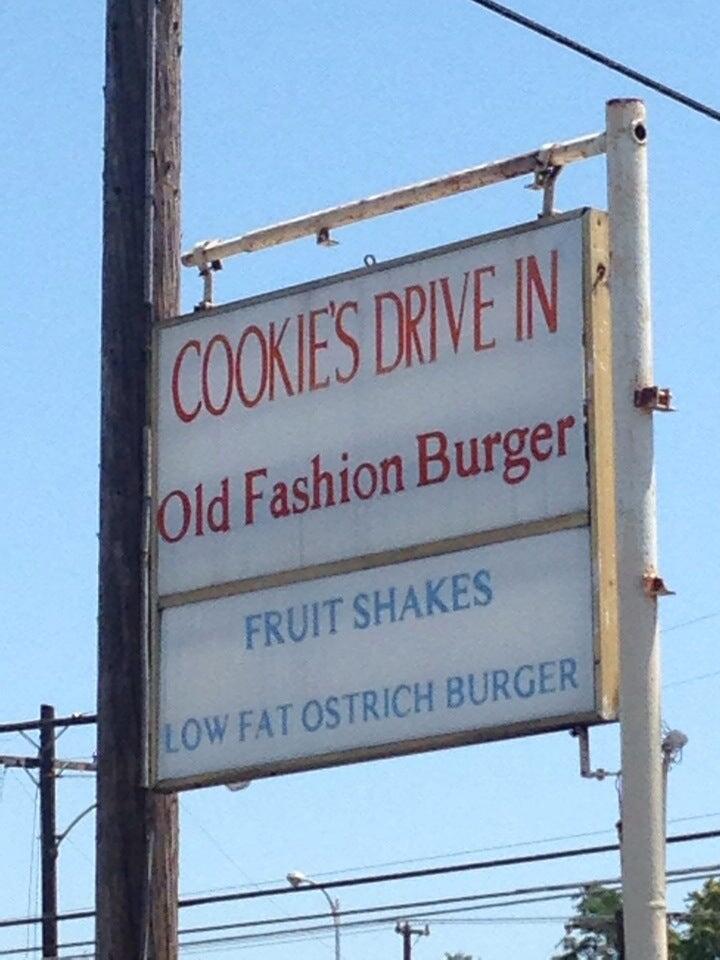 COOKIE'S DRIVE IN
Old Fashion Burger
FRUIT SHAKES
LOW FAT OSTRICH BURGER